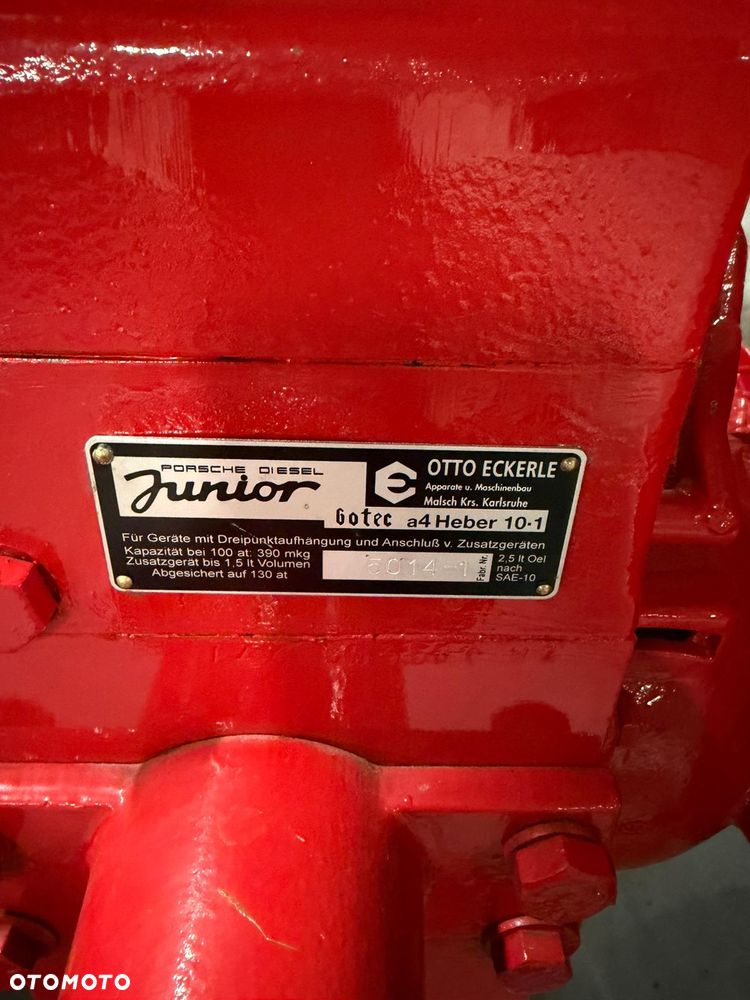 PORSCHE DIESEL
Junior
OTTO ECKERLE
Apparate u. Maschinenbau
Malsch Krs. Karlsruhe
botec a4 Heber 10-1
Für Geräte mit Dreipunktaufhängung und Anschluß v. Zusatzgeräten
Kapazität bei 100 at: 390 mkg
Zusatzgerät bis 1,5 lt Volumen
Abgesichert auf 130 at
5014-1
Fabr. Nr.
2,5 lt Oel
nach
SAE-10
OTOMOTO